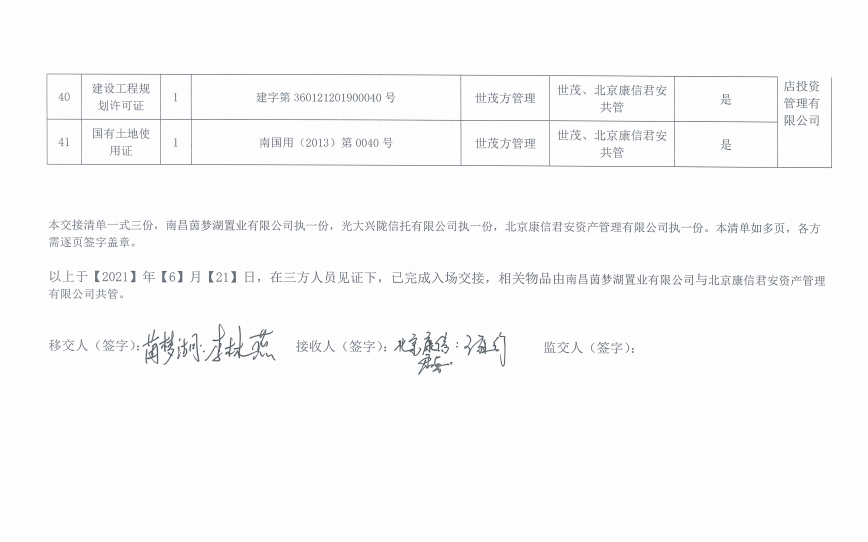 40 建设工程规划许可证 1 建字第 360121201900040 号 世茂方管理 世茂、北京康信君安共管 是 店投资管理有限公司
41 国有土地使用证 1 南国用（2013）第 0040 号 世茂方管理 世茂、北京康信君安共管 是
本交接清单一式三份，南昌茵梦湖置业有限公司执一份，光大兴陇信托有限公司执一份，北京康信君安资产管理有限公司执一份。本清单如多页，各方
需逐页签字盖章。
以上于【2021】年【6】月【21】日，在三方人员见证下，已完成入场交接，相关物品由南昌茵梦湖置业有限公司与北京康信君安资产管理
有限公司共管。
移交人（签字）：茵梦湖：李林燕 接收人（签字）：北京康信君安： 监交人（签字）：